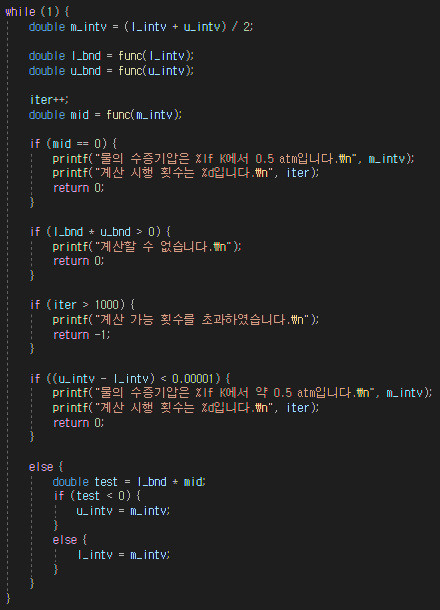 while (1) {
double m_intv = (l_intv + u_intv) / 2;
double l_bnd = func(l_intv);
double u_bnd = func(u_intv);
iter++;
double mid = func(m_intv);
if (mid == 0) {
printf("물의 수증기압은 %lf K에서 0.5 atm입니다.₩n", m_intv);
printf("계산 시행 횟수는 %d입니다.₩n", iter);
return 0;
}
if (l_bnd * u_bnd > 0) {
printf("계산할 수 없습니다.₩n");
return 0;
}
if (iter > 1000) {
printf("계산 가능 횟수를 초과하였습니다.₩n");
return -1;
}
if ((u_intv - l_intv) < 0.00001) {
printf("물의 수증기압은 %lf K에서 약 0.5 atm입니다.₩n", m_intv);
printf("계산 시행 횟수는 %d입니다.₩n", iter);
return 0;
}
else {
double test = l_bnd * mid;
if (test < 0) {
u_intv = m_intv;
}
else {
l_intv = m_intv;
}
}
}